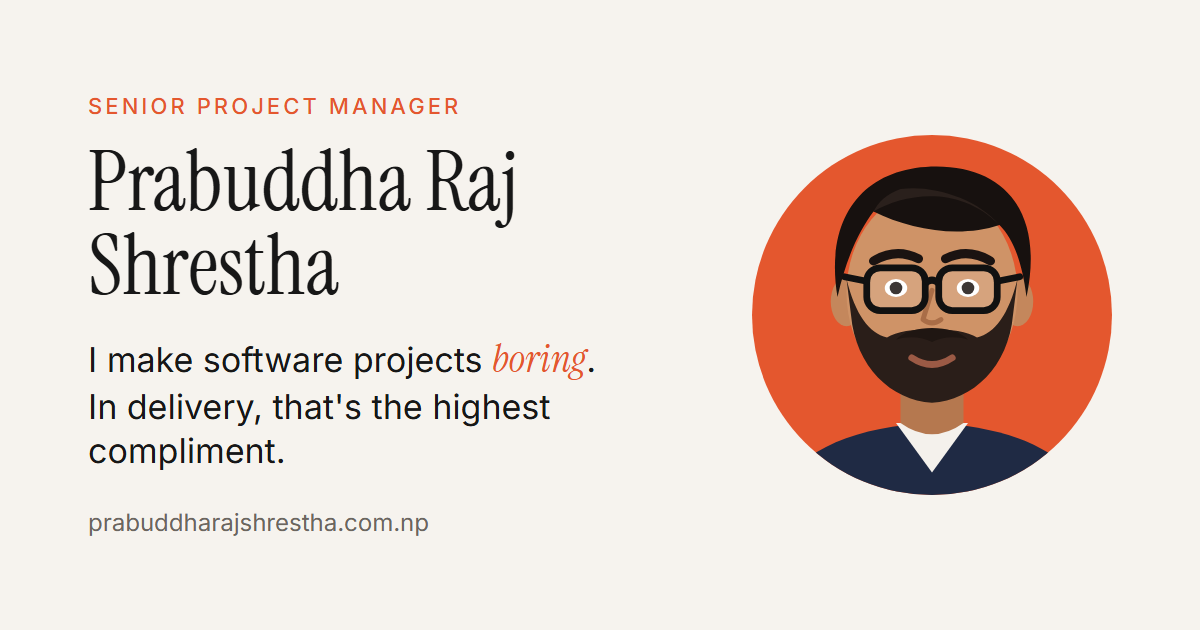 SENIOR PROJECT MANAGER
Prabuddha Raj
Shrestha
I make software projects boring.
In delivery, that's the highest
compliment.
prabuddharajshrestha.com.np